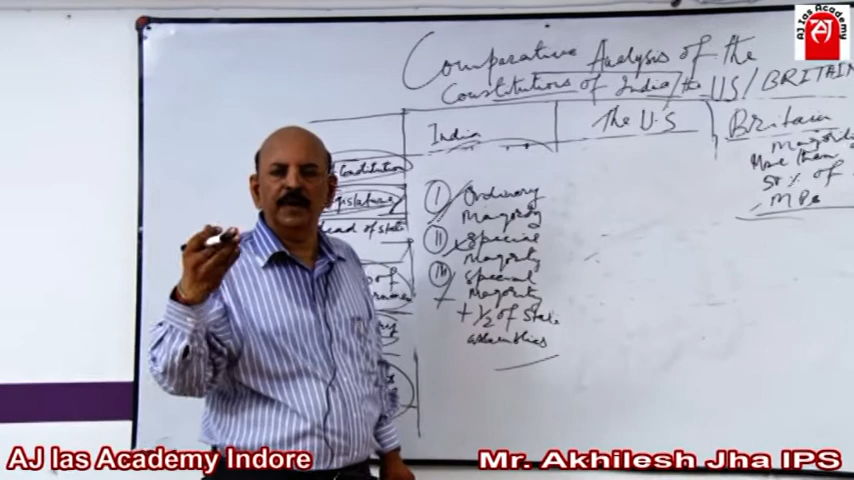 AJ Ias Academy
Comparative Analysis of the
Constitutions of India/the US/BRITAIN
India
The U.S
Britain
Constitution
Legislature
Head of state
I Ordinary
Majority
II Special
Majority
III Special
Majority
+ 1/2 of State
assemblies
Majority
More than
50% of
MPs
AJ Ias Academy, Indore
Mr. Akhilesh Jha IPS